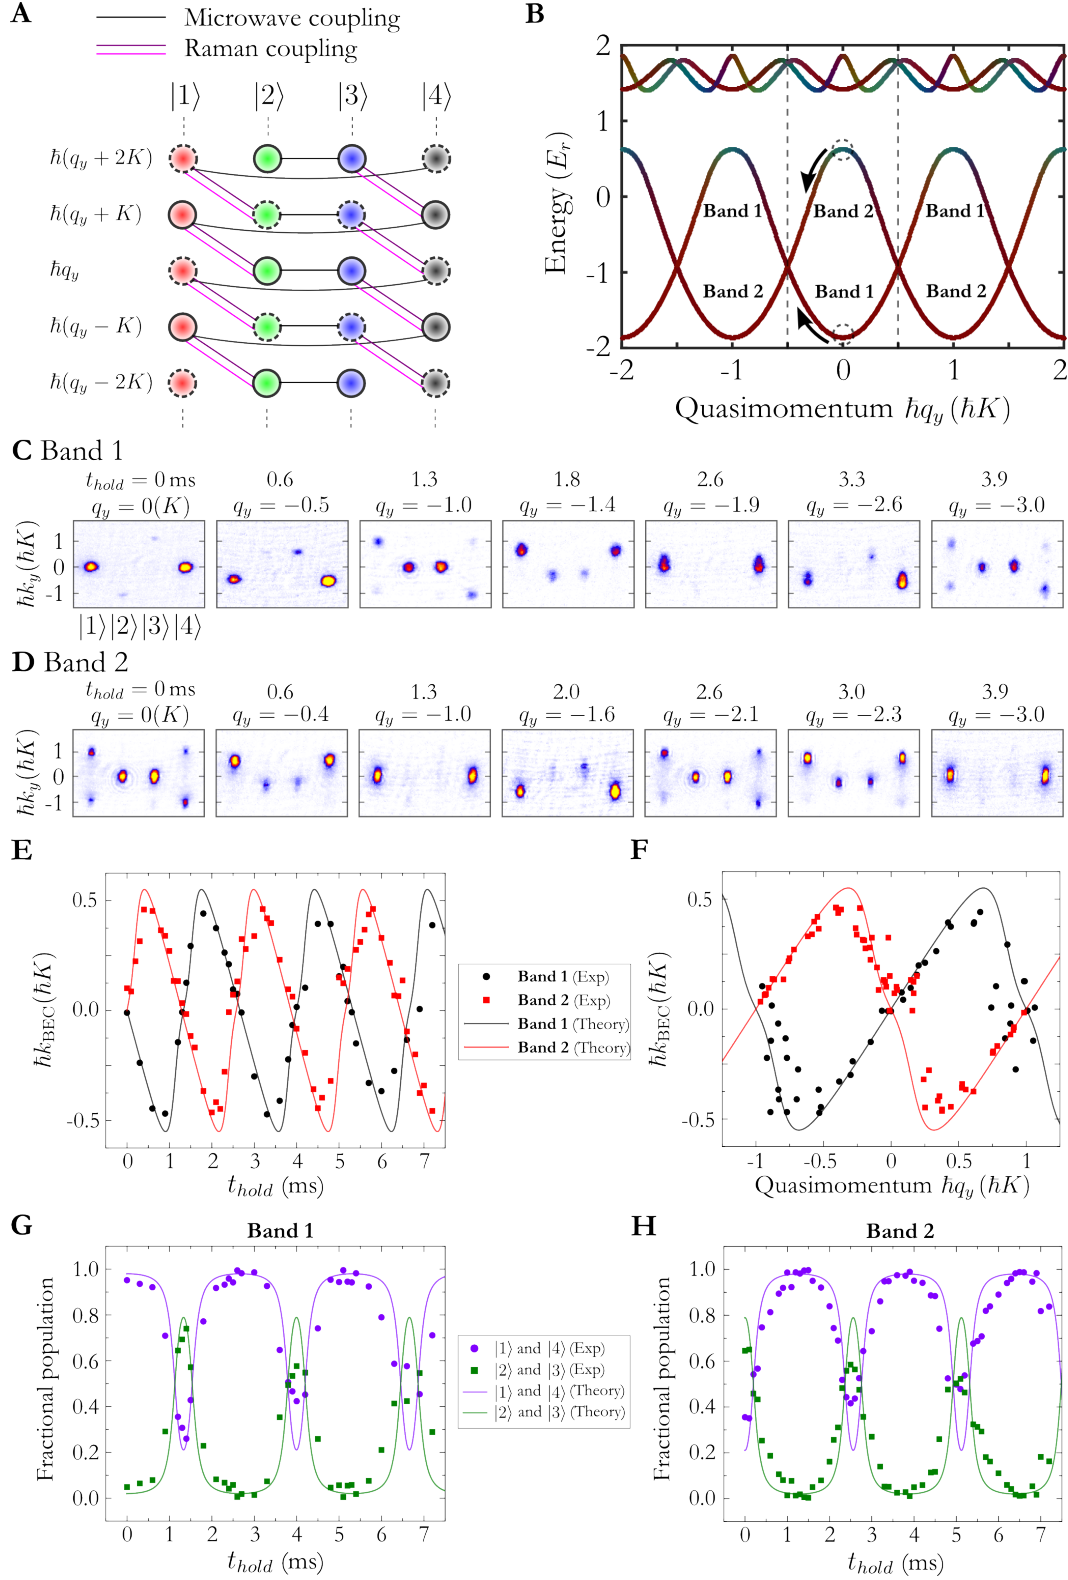 A
Microwave coupling
Raman coupling
|1⟩ |2⟩ |3⟩ |4⟩
ħ(q_y + 2K)
ħ(q_y + K)
ħq_y
ħ(q_y − K)
ħ(q_y − 2K)
B
Energy (E_r)
2
1
0
-1
-2
Band 1 Band 2 Band 1
Band 2 Band 1 Band 2
-2 -1 0 1 2
Quasimomentum ħq_y (ħK)
C Band 1
t_hold = 0 ms 0.6 1.3 1.8 2.6 3.3 3.9
q_y = 0(K) q_y = −0.5 q_y = −1.0 q_y = −1.4 q_y = −1.9 q_y = −2.6 q_y = −3.0
ħk_y(ħK)
1
0
-1
|1⟩|2⟩|3⟩|4⟩
D Band 2
t_hold = 0 ms 0.6 1.3 2.0 2.6 3.0 3.9
q_y = 0(K) q_y = −0.4 q_y = −1.0 q_y = −1.6 q_y = −2.1 q_y = −2.3 q_y = −3.0
ħk_y(ħK)
1
0
-1
E
ħk_BEC(ħK)
0.5
0.0
-0.5
0 1 2 3 4 5 6 7
t_hold (ms)
Band 1 (Exp)
Band 2 (Exp)
Band 1 (Theory)
Band 2 (Theory)
F
ħk_BEC(ħK)
0.5
0.0
-0.5
-1 -0.5 0 0.5 1
Quasimomentum ħq_y (ħK)
G
Band 1
Fractional population
1.0
0.8
0.6
0.4
0.2
0.0
0 1 2 3 4 5 6 7
t_hold (ms)
|1⟩ and |4⟩ (Exp)
|2⟩ and |3⟩ (Exp)
|1⟩ and |4⟩ (Theory)
|2⟩ and |3⟩ (Theory)
H
Band 2
Fractional population
1.0
0.8
0.6
0.4
0.2
0.0
0 1 2 3 4 5 6 7
t_hold (ms)